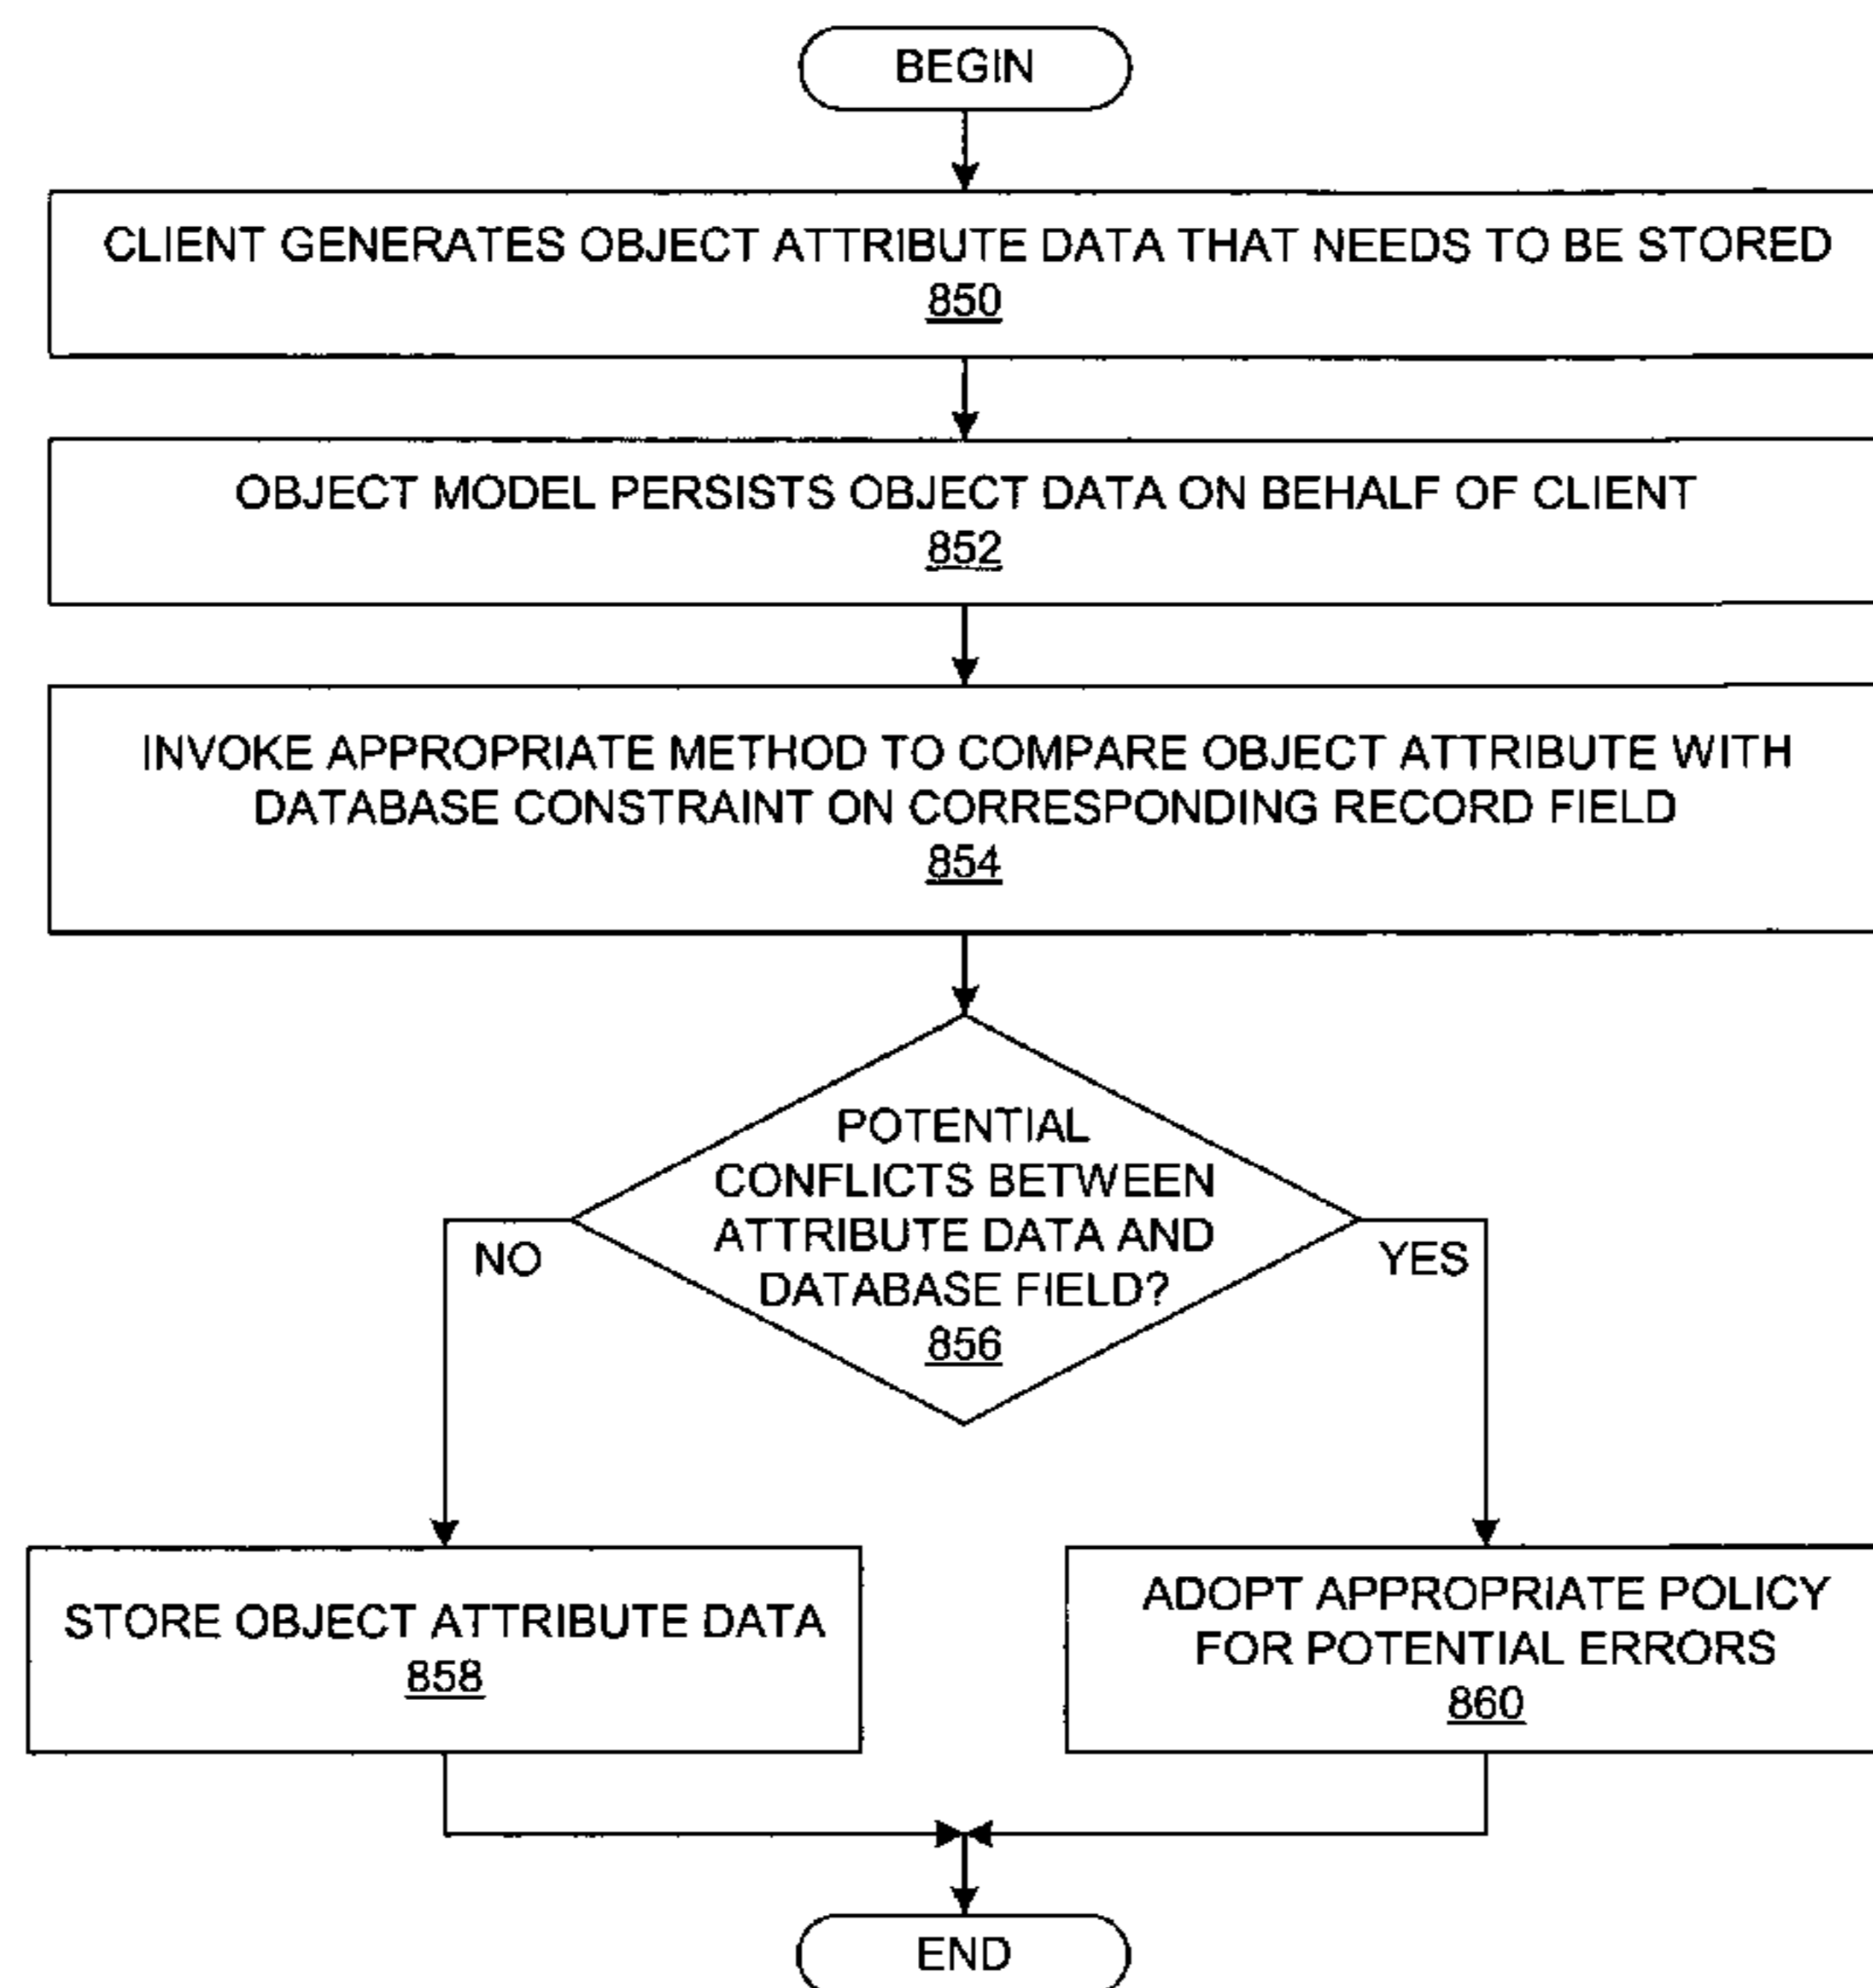 BEGIN
CLIENT GENERATES OBJECT ATTRIBUTE DATA THAT NEEDS TO BE STORED
850
OBJECT MODEL PERSISTS OBJECT DATA ON BEHALF OF CLIENT
852
INVOKE APPROPRIATE METHOD TO COMPARE OBJECT ATTRIBUTE WITH
DATABASE CONSTRAINT ON CORRESPONDING RECORD FIELD
854
POTENTIAL
CONFLICTS BETWEEN
ATTRIBUTE DATA AND
DATABASE FIELD?
856
NO
YES
STORE OBJECT ATTRIBUTE DATA
858
ADOPT APPROPRIATE POLICY
FOR POTENTIAL ERRORS
860
END